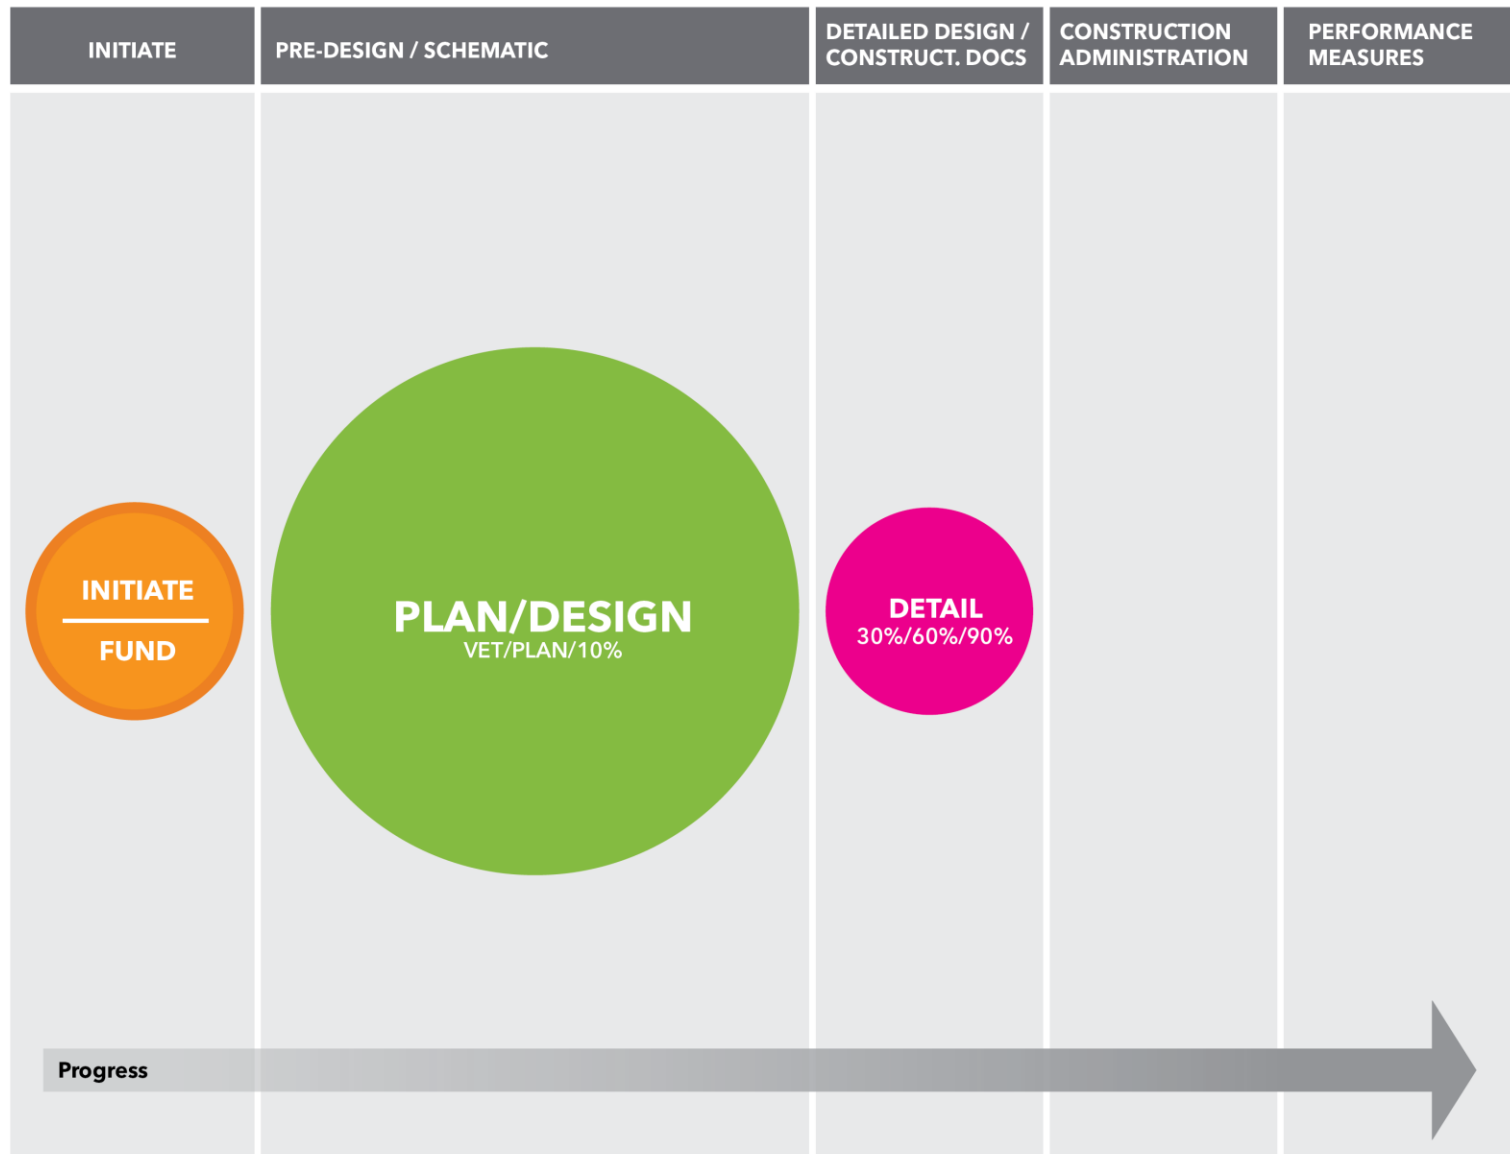 INITIATE
PRE-DESIGN / SCHEMATIC
DETAILED DESIGN /
CONSTRUCT. DOCS
CONSTRUCTION
ADMINISTRATION
PERFORMANCE
MEASURES
INITIATE
FUND
PLAN/DESIGN
VET/PLAN/10%
DETAIL
30%/60%/90%
Progress